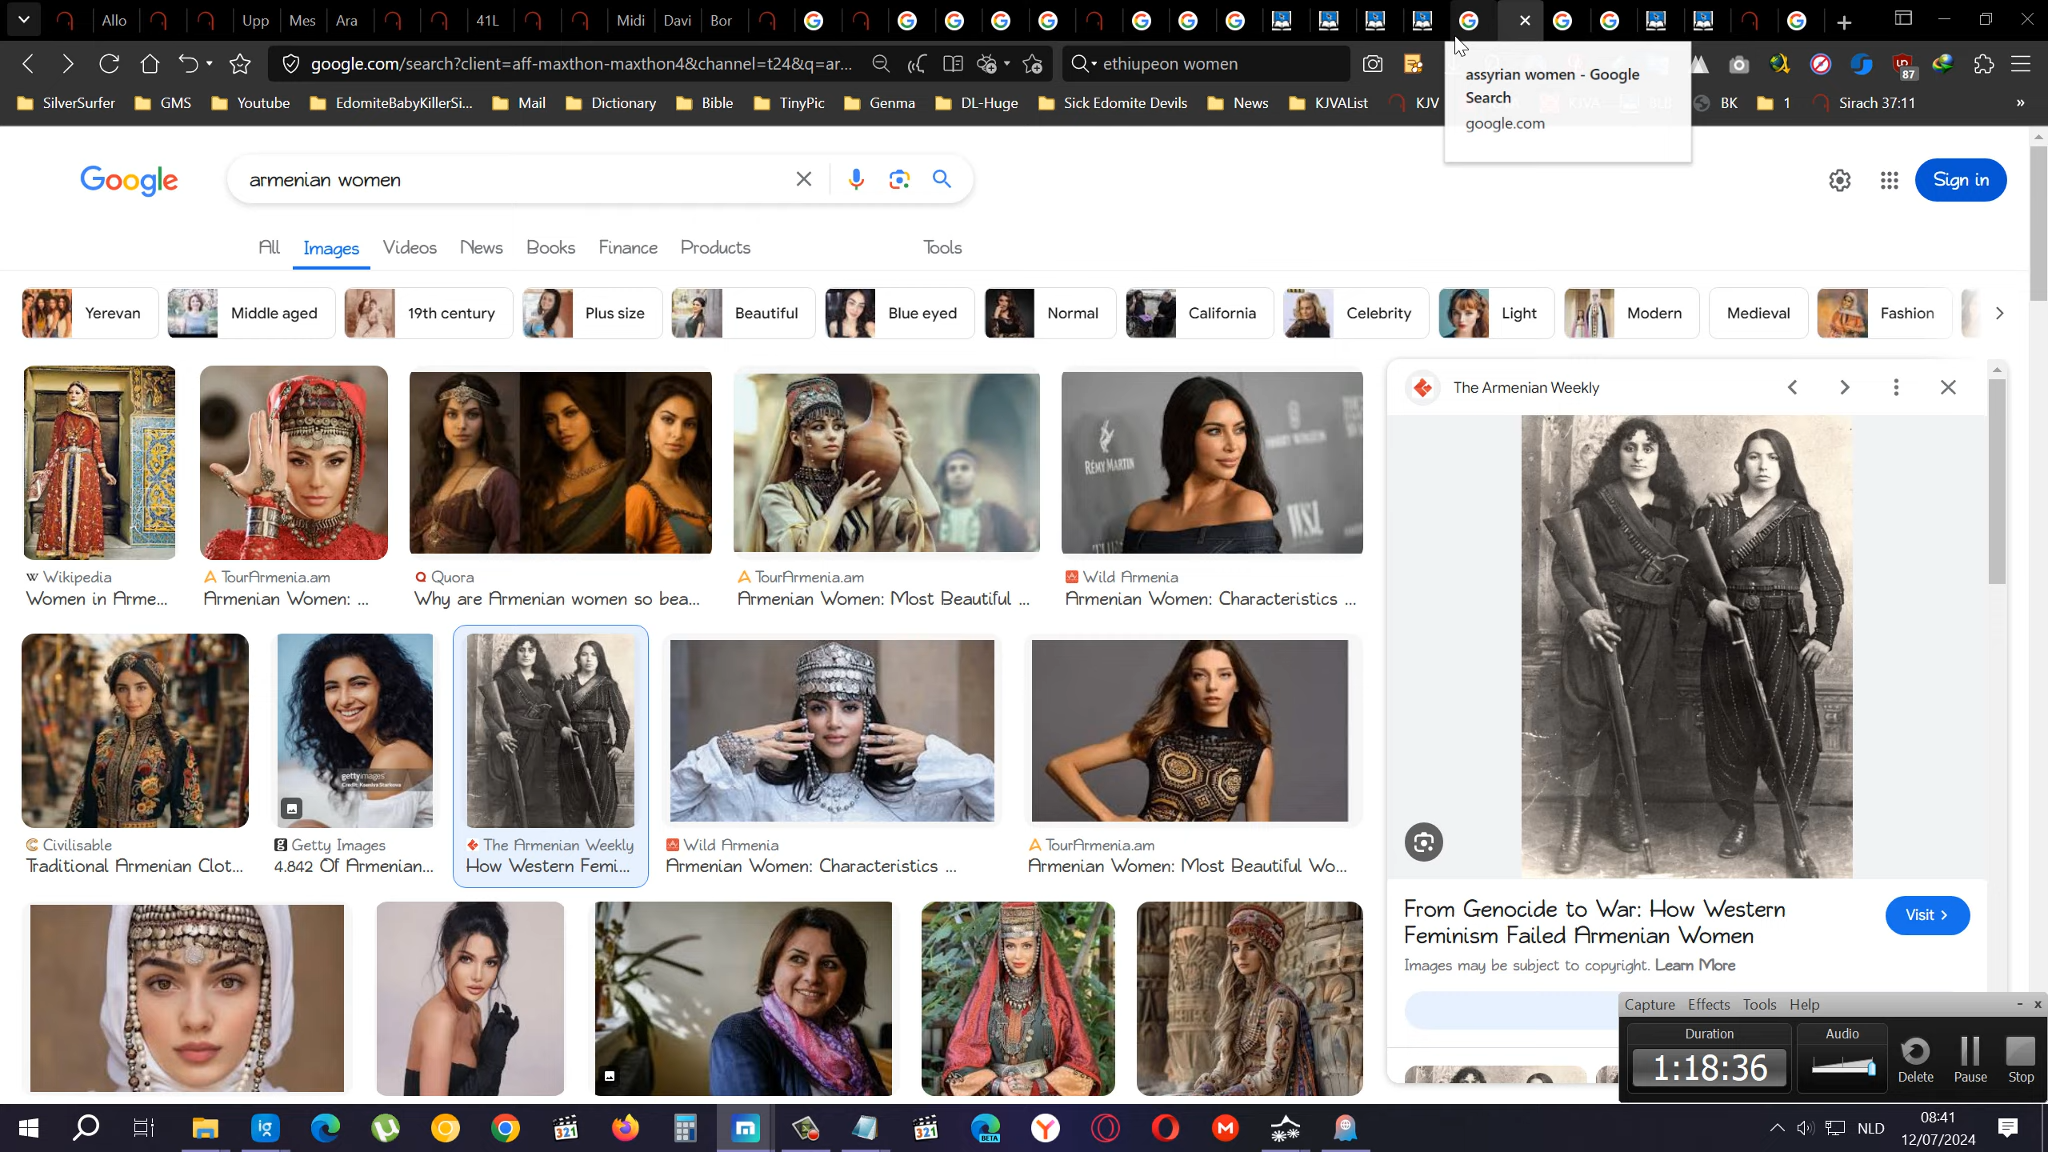 Allo
Upp
Mes
Ara
41L
Midi
Davi
Bor
google.com/search?client=aff-maxthon-maxthon4&channel=t24&q=ar...
ethiupeon women
87
SilverSurfer
GMS
Youtube
EdomiteBabyKillerSi...
Mail
Dictionary
Bible
TinyPic
Genma
DL-Huge
Sick Edomite Devils
News
KJVAList
KJV
BK
1
Sirach 37:11
»
assyrian women - Google
Search
google.com
Google
armenian women
Sign in
All
Images
Videos
News
Books
Finance
Products
Tools
Yerevan
Middle aged
19th century
Plus size
Beautiful
Blue eyed
Normal
California
Celebrity
Light
Modern
Medieval
Fashion
The Armenian Weekly
RÉMY MARTIN
WSJ.
Wikipedia
Women in Arme...
TourArmenia.am
Armenian Women: ...
Quora
Why are Armenian women so bea...
TourArmenia.am
Armenian Women: Most Beautiful ...
Wild Armenia
Armenian Women: Characteristics ...
gettyimages
Civilisable
Traditional Armenian Clot...
Getty Images
4.842 Of Armenian...
The Armenian Weekly
How Western Femi...
Wild Armenia
Armenian Women: Characteristics ...
TourArmenia.am
Armenian Women: Most Beautiful Wo...
From Genocide to War: How Western
Feminism Failed Armenian Women
Visit
Images may be subject to copyright. Learn More
Capture Effects Tools Help
Duration
Audio
1:18:36
Delete
Pause
Stop
321
321
BETA
NLD
08:41
12/07/2024